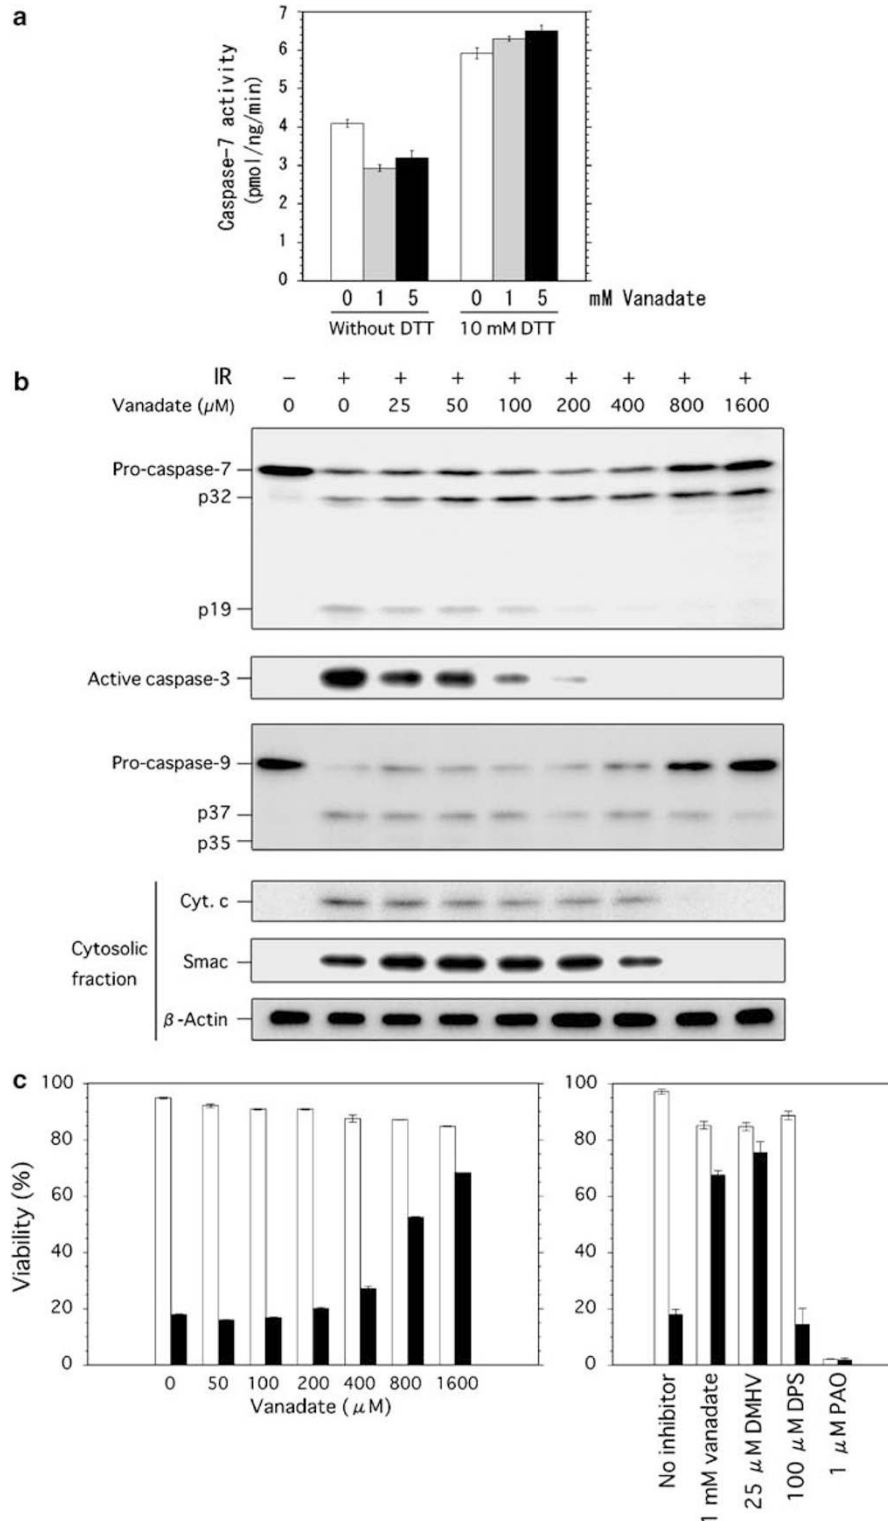 a
Caspase-7 activity
(pmol/ng/min)
7
6
5
4
3
2
1
0
0 1 5 0 1 5 mM Vanadate
Without DTT 10 mM DTT
b
IR − + + + + + + + +
Vanadate (μM) 0 0 25 50 100 200 400 800 1600
Pro-caspase-7
p32
p19
Active caspase-3
Pro-caspase-9
p37
p35
Cytosolic
fraction
Cyt. c
Smac
β-Actin
c
Viability (%)
100
80
60
40
20
0
0 50 100 200 400 800 1600
Vanadate (μM)
100
80
60
40
20
0
No inhibitor
1 mM vanadate
25 μM DMHV
100 μM DPS
1 μM PAO